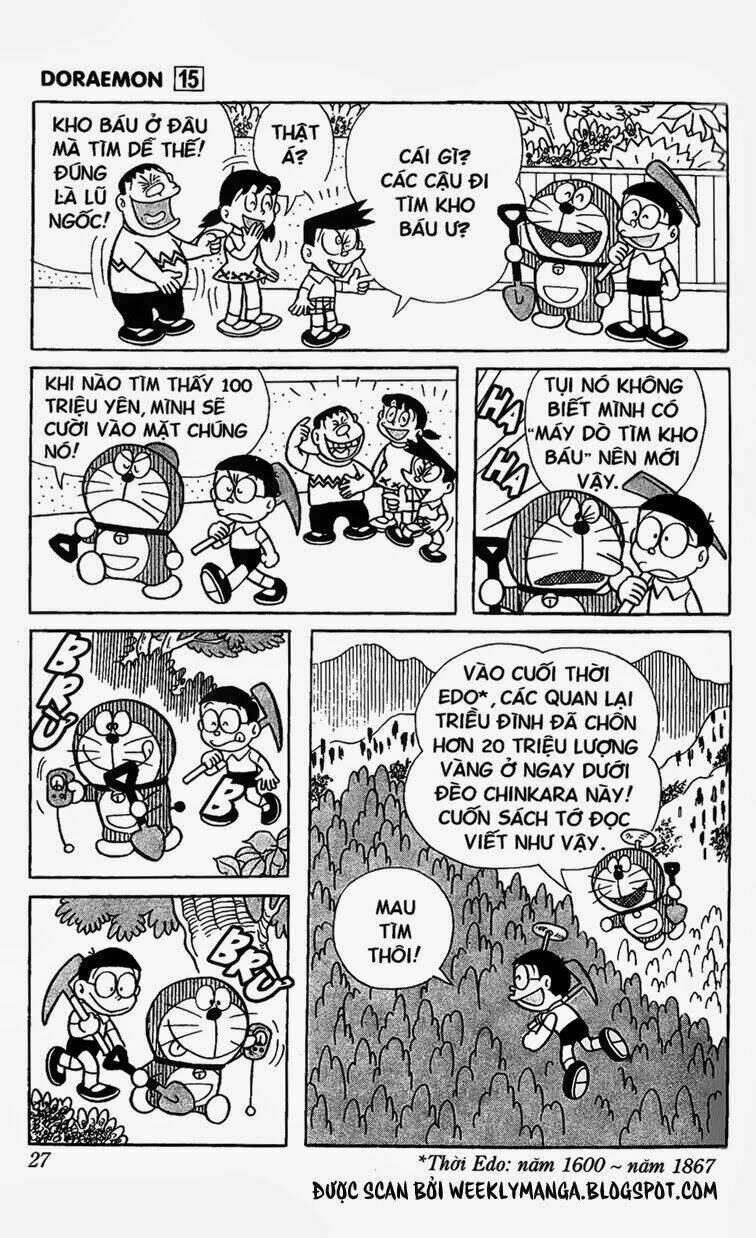 DORAEMON 15
CÁI GÌ?
CÁC CẬU ĐI
TÌM KHO
BÁU Ư?
THẬT
Á?
KHO BÁU Ở ĐÂU
MÀ TÌM DỄ THẾ!
ĐÚNG
LÀ LŨ
NGỐC!
TỤI NÓ KHÔNG
BIẾT MÌNH CÓ
"MÁY DÒ TÌM KHO
BÁU" NÊN MỚI
VẬY.
HA
HA
KHI NÀO TÌM THẤY 100
TRIỆU YÊN, MÌNH SẼ
CƯỜI VÀO MẶT CHÚNG
NÓ!
VÀO CUỐI THỜI
EDO*, CÁC QUAN LẠI
TRIỀU ĐÌNH ĐÃ CHÔN
HƠN 20 TRIỆU LƯỢNG
VÀNG Ở NGAY DƯỚI
ĐÈO CHINKARA NÀY!
CUỐN SÁCH TỚ ĐỌC
VIẾT NHƯ VẬY.
MAU
TÌM
THÔI!
BRỪ
B
BRỪ
27
*Thời Edo: năm 1600 ~ năm 1867
ĐƯỢC SCAN BỞI WEEKLYMANGA.BLOGSPOT.COM